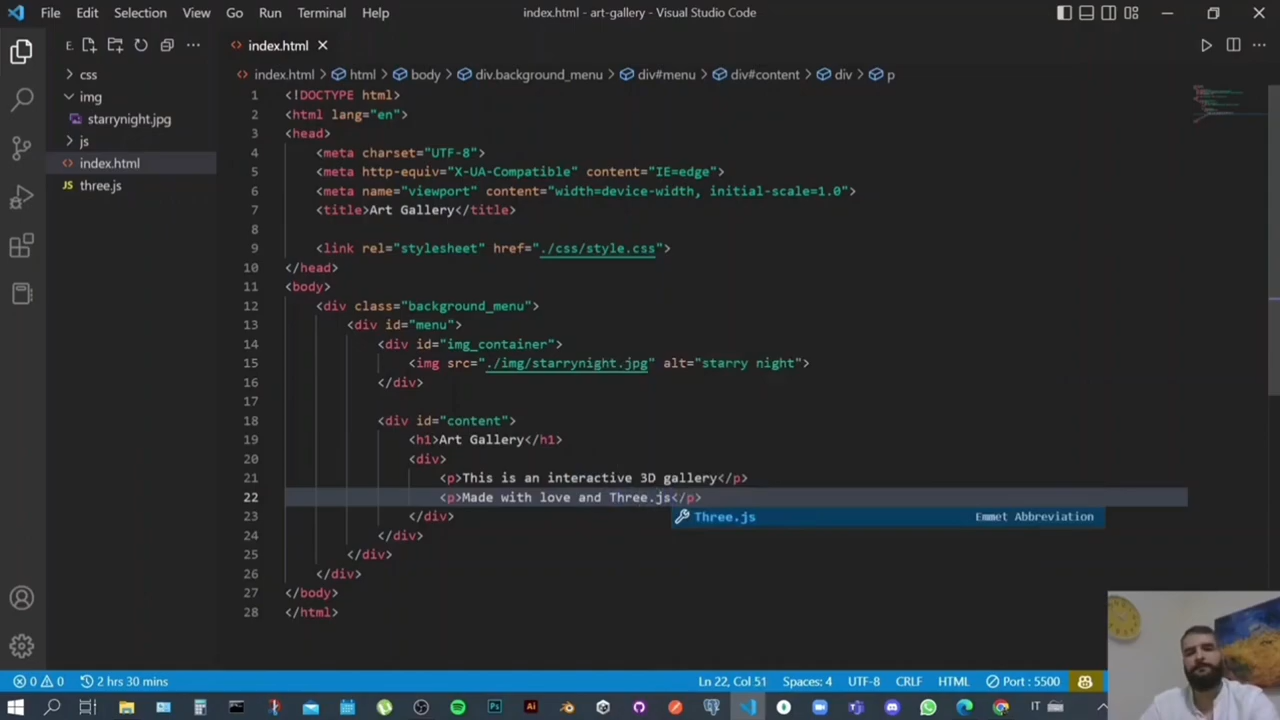 File Edit Selection View Go Run Terminal Help
index.html - art-gallery - Visual Studio Code
E.
index.html
css
img
starrynight.jpg
js
index.html
three.js
index.html > html > body > div.background_menu > div#menu > div#content > div > p
1 <!DOCTYPE html>
2 <html lang="en">
3 <head>
4 <meta charset="UTF-8">
5 <meta http-equiv="X-UA-Compatible" content="IE=edge">
6 <meta name="viewport" content="width=device-width, initial-scale=1.0">
7 <title>Art Gallery</title>
8
9 <link rel="stylesheet" href="./css/style.css">
10 </head>
11 <body>
12 <div class="background_menu">
13 <div id="menu">
14 <div id="img_container">
15 <img src="./img/starrynight.jpg" alt="starry night">
16 </div>
17
18 <div id="content">
19 <h1>Art Gallery</h1>
20 <div>
21 <p>This is an interactive 3D gallery</p>
22 <p>Made with love and Three.js</p>
Three.js Emmet Abbreviation
23 </div>
24 </div>
25 </div>
26 </div>
27 </body>
28 </html>
0 0 2 hrs 30 mins
Ln 22, Col 51 Spaces: 4 UTF-8 CRLF HTML Port : 5500
Ps Ai IT